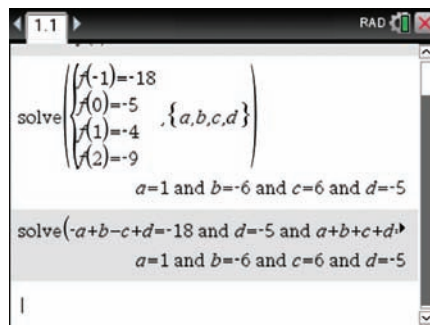 1.1 RAD
f(-1)=-18
f(0)=-5
solve ,{a,b,c,d}
f(1)=-4
f(2)=-9
a=1 and b=-6 and c=6 and d=-5
solve(-a+b-c+d=-18 and d=-5 and a+b+c+d
a=1 and b=-6 and c=6 and d=-5